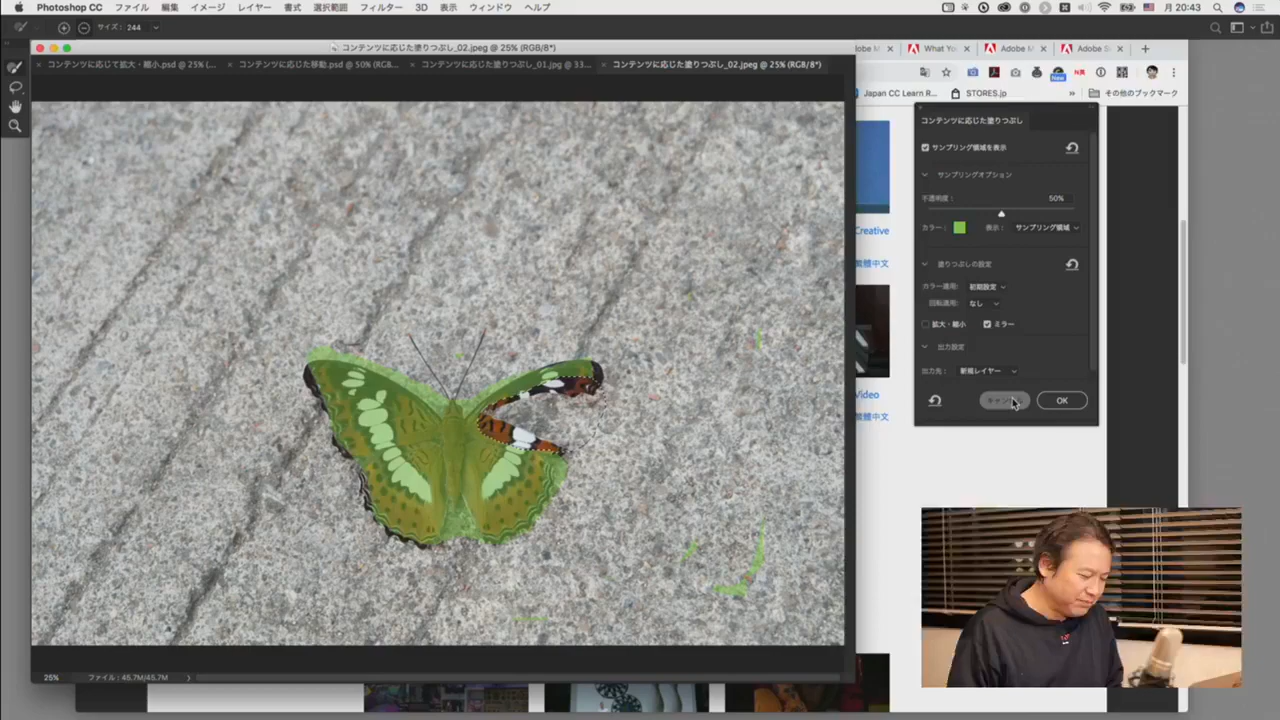 Photoshop CC ファイル 編集 イメージ レイヤー 書式 選択範囲 フィルター 3D 表示 ウィンドウ ヘルプ
月 20:43
サイズ: 244
コンテンツに応じた塗りつぶし_02.jpeg @ 25% (RGB/8*)
コンテンツに応じて拡大・縮小.psd @ 25% (...
コンテンツに応じた移動.psd @ 50% (RGB...
コンテンツに応じた塗りつぶし_01.jpg @ 33...
コンテンツに応じた塗りつぶし_02.jpeg @ 25% (RGB/8*)
dobe M
What Yo
Adobe M
Adobe S
New
Japan CC Learn R...
STORES.jp
»
その他のブックマーク
コンテンツに応じた塗りつぶし
サンプリング領域を表示
サンプリングオプション
不透明度: 50%
カラー: 表示: サンプリング領域
Creative
繁體中文
塗りつぶしの設定
カラー適用: 初期設定
回転適用: なし
拡大・縮小 ミラー
出力設定
出力先: 新規レイヤー
Video
繁體中文
OK
25% ファイル: 45.7M/45.7M